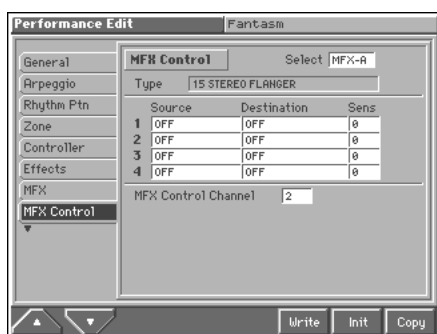 Performance Edit Fantasm
General
Arpeggio
Rhythm Ptn
Zone
Controller
Effects
MFX
MFX Control
MFX Control Select MFX-A
Type 15 STEREO FLANGER
Source Destination Sens
1 OFF OFF 0
2 OFF OFF 0
3 OFF OFF 0
4 OFF OFF 0
MFX Control Channel 2
Write Init Copy